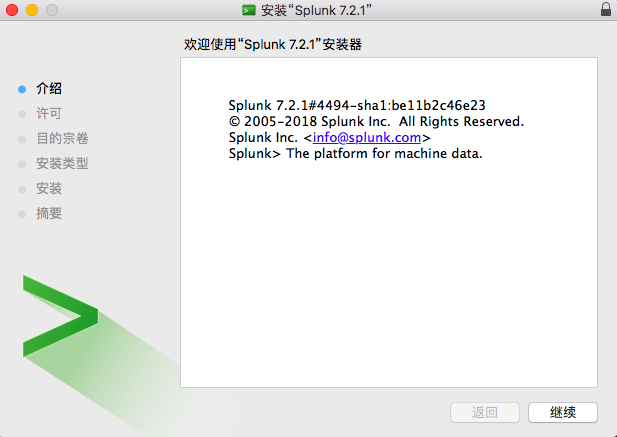 安装“Splunk 7.2.1”
欢迎使用“Splunk 7.2.1”安装器
介绍
许可
目的宗卷
安装类型
安装
摘要
Splunk 7.2.1#4494-sha1:be11b2c46e23
© 2005-2018 Splunk Inc.  All Rights Reserved.
Splunk Inc. <info@splunk.com>
Splunk> The platform for machine data.
返回
继续